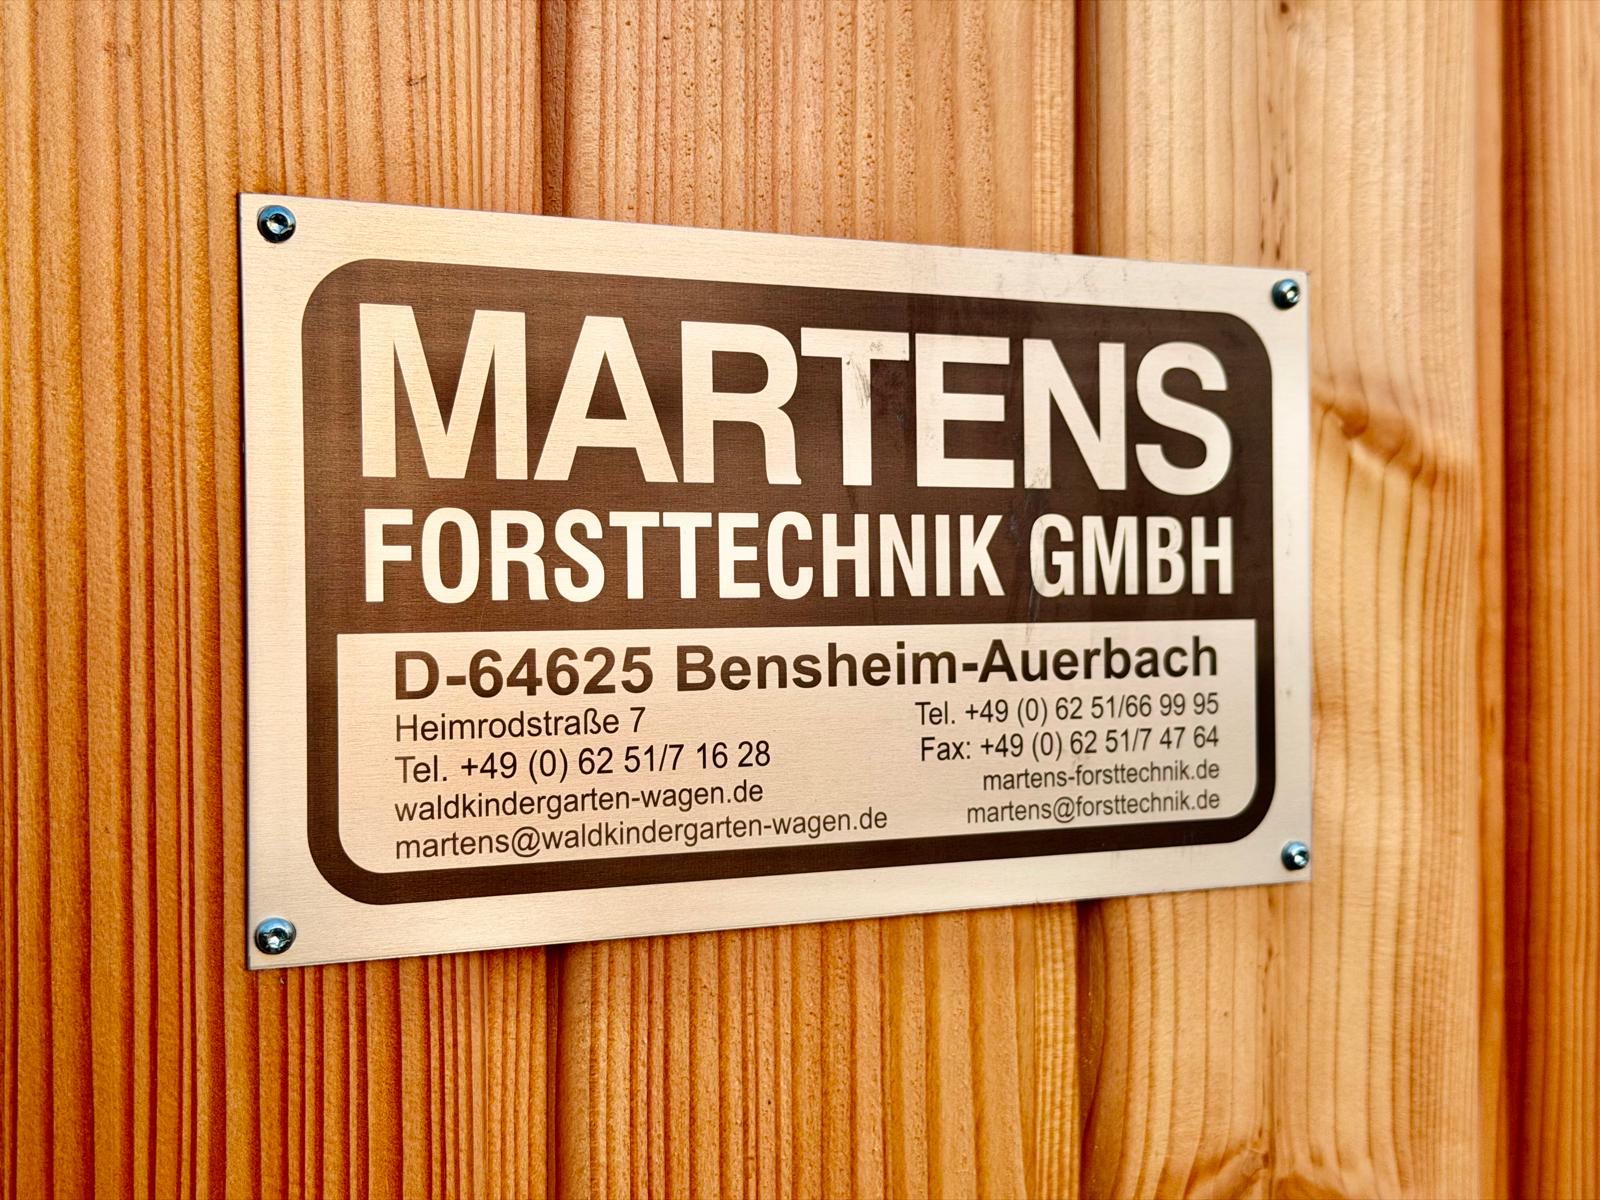 MARTENS
FORSTTECHNIK GMBH
D-64625 Bensheim-Auerbach
Heimrodstraße 7
Tel. +49 (0) 62 51/7 16 28
waldkindergarten-wagen.de
martens@waldkindergarten-wagen.de
Tel. +49 (0) 62 51/66 99 95
Fax: +49 (0) 62 51/7 47 64
martens-forsttechnik.de
martens@forsttechnik.de